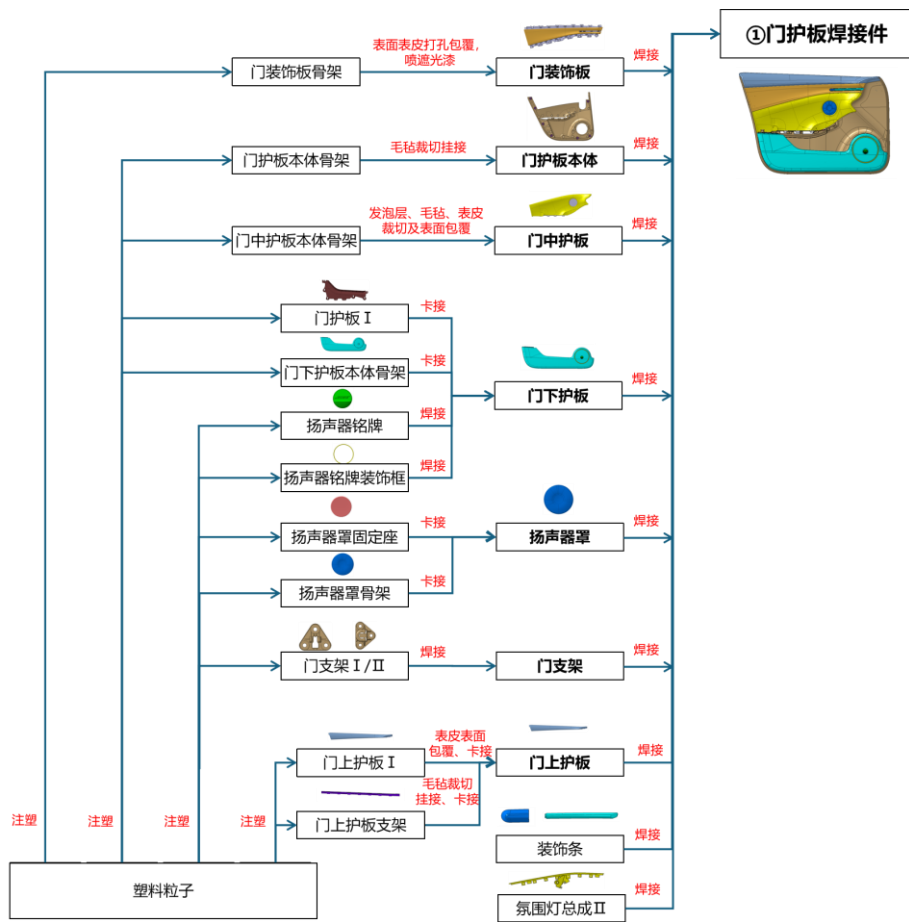 ①门护板焊接件
表面表皮打孔包覆，
喷遮光漆
焊接
门装饰板骨架
门装饰板
毛毡裁切挂接
焊接
门护板本体骨架
门护板本体
发泡层、毛毡、表皮
裁切及表面包覆
焊接
门中护板本体骨架
门中护板
门护板Ⅰ
卡接
门下护板本体骨架
卡接
门下护板
焊接
扬声器铭牌
焊接
扬声器铭牌装饰框
焊接
扬声器罩固定座
卡接
扬声器罩
焊接
扬声器罩骨架
卡接
门支架Ⅰ/Ⅱ
焊接
门支架
焊接
门上护板Ⅰ
表皮表面
包覆、卡接
门上护板
焊接
毛毡裁切
挂接、卡接
门上护板支架
注塑
注塑
注塑
注塑
装饰条
焊接
塑料粒子
氛围灯总成Ⅱ
焊接